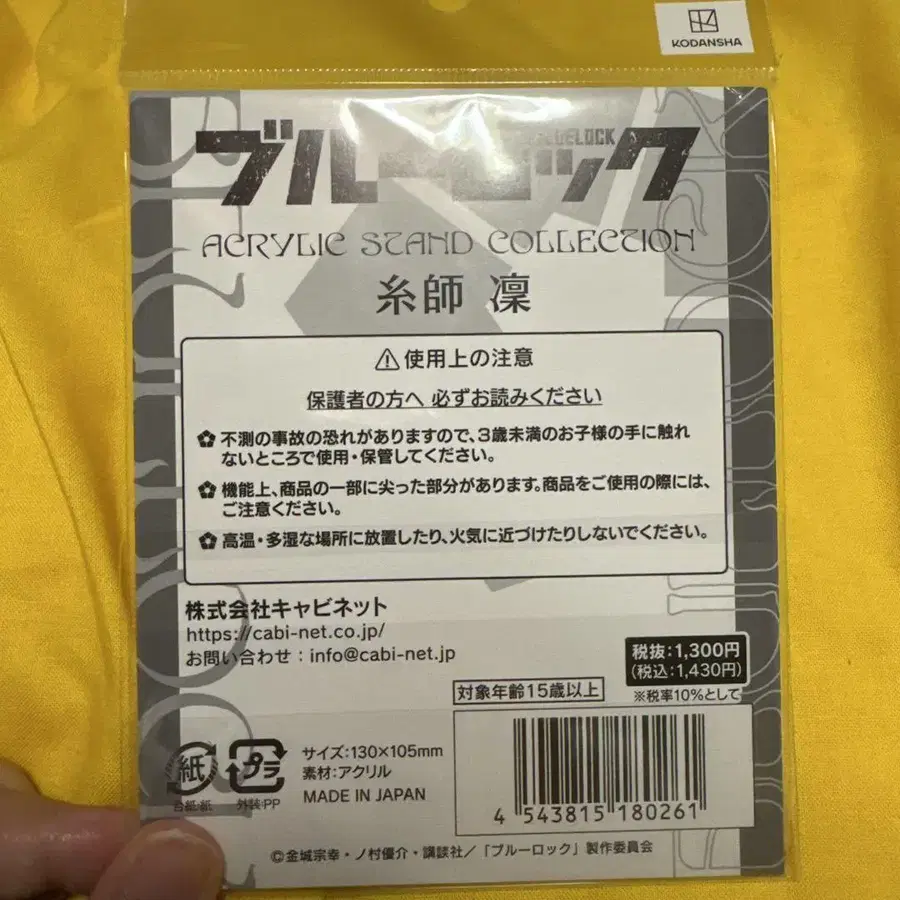 KODANSHA
ブルーロック
BLUELOCK
ACRYLIC STAND COLLECTION
糸師 凜
⚠使用上の注意
保護者の方へ 必ずお読みください
✿ 不測の事故の恐れがありますので、3歳未満のお子様の手に触れ
ないところで使用・保管してください。
✿ 機能上、商品の一部に尖った部分があります。商品をご使用の際には、
ご注意ください。
✿ 高温・多湿な場所に放置したり、火気に近づけたりしないでください。
株式会社キャビネット
https://cabi-net.co.jp/
お問い合わせ：info@cabi-net.jp
税抜:1,300円
(税込:1,430円)
※税率10%として
対象年齢15歳以上
紙
台紙:紙
プラ
外装:PP
サイズ:130×105mm
素材:アクリル
MADE IN JAPAN
4 543815 180261
©金城宗幸・ノ村優介・講談社／「ブルーロック」製作委員会